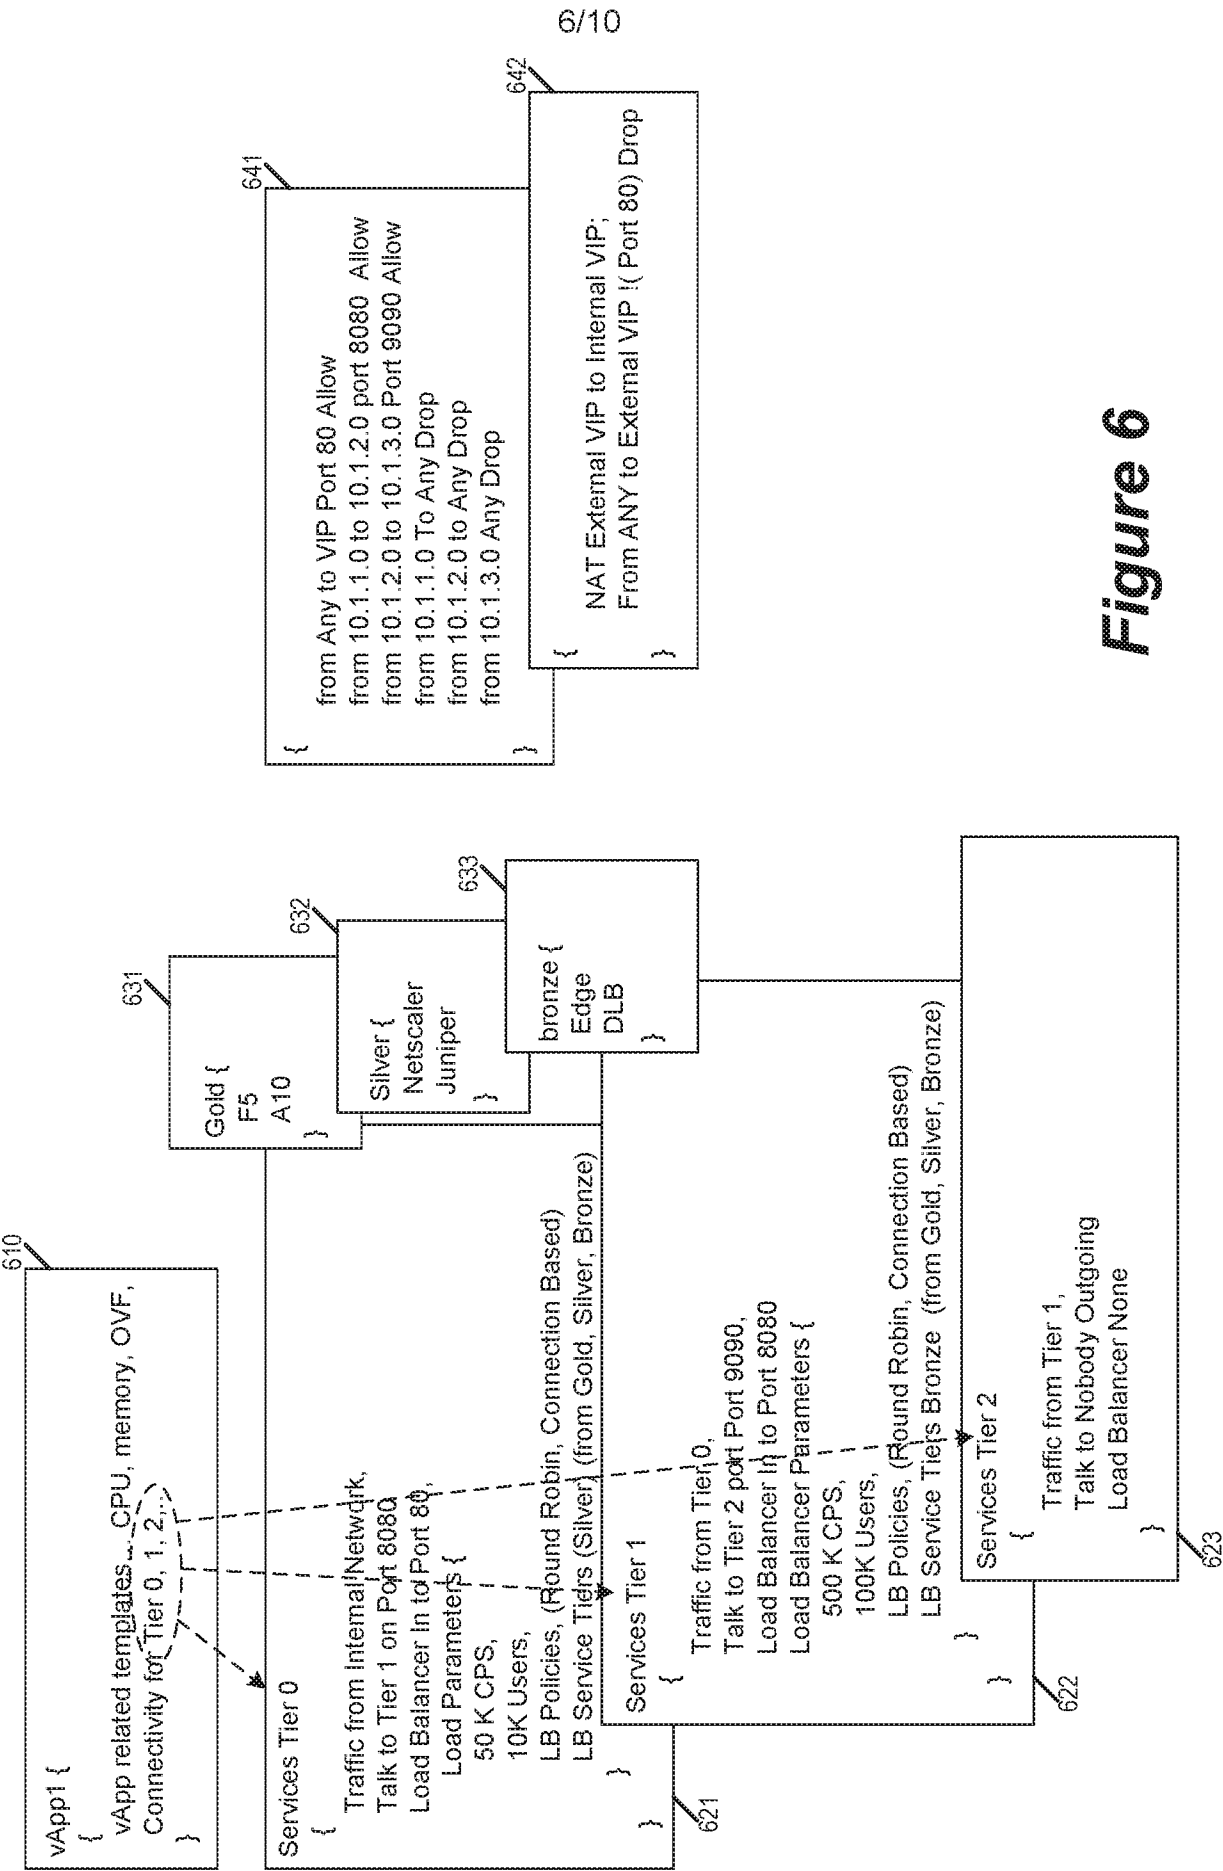 6/10
610
vApp1 {
{
vApp related templates... CPU, memory, OVF,
Connectivity for Tier 0, 1, 2,...
}
Services Tier 0
{
Traffic from Internal Network,
Talk to Tier 1 on Port 8080
Load Balancer In to Port 80,
Load Parameters {
50 K CPS,
10K Users,
LB Policies, (Round Robin, Connection Based)
LB Service Tiers (Silver) (from Gold, Silver, Bronze)
}
}
621
Services Tier 1
{
Traffic from Tier 0,
Talk to Tier 2 port Port 9090,
Load Balancer In to Port 8080
Load Balancer Parameters {
500 K CPS,
100K Users,
LB Policies, (Round Robin, Connection Based)
LB Service Tiers Bronze (from Gold, Silver, Bronze)
}
}
622
Services Tier 2
{
Traffic from Tier 1,
Talk to Nobody Outgoing
Load Balancer None
}
623
631
Gold {
F5
A10
}
632
Silver {
Netscaler
Juniper
}
633
bronze {
Edge
DLB
}
641
{
from Any to VIP Port 80 Allow
from 10.1.1.0 to 10.1.2.0 port 8080 Allow
from 10.1.2.0 to 10.1.3.0 Port 9090 Allow
from 10.1.1.0 To Any Drop
from 10.1.2.0 to Any Drop
from 10.1.3.0 Any Drop
}
642
{
NAT External VIP to Internal VIP;
From ANY to External VIP !( Port 80) Drop
}
Figure 6